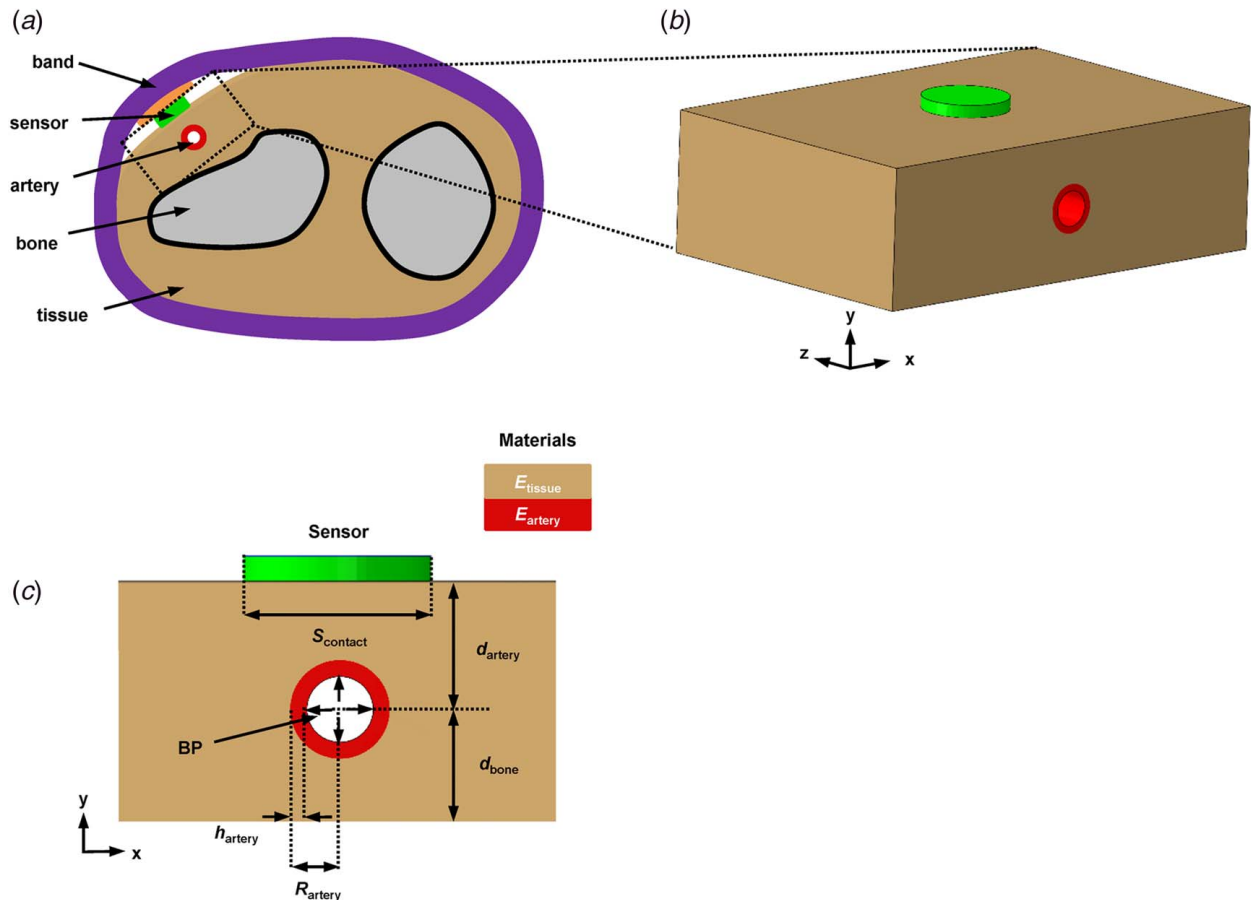 (a)
band
sensor
artery
bone
tissue
(b)
y
z
x
Materials
E_tissue
E_artery
Sensor
(c)
S_contact
d_artery
BP
d_bone
y
x
h_artery
R_artery